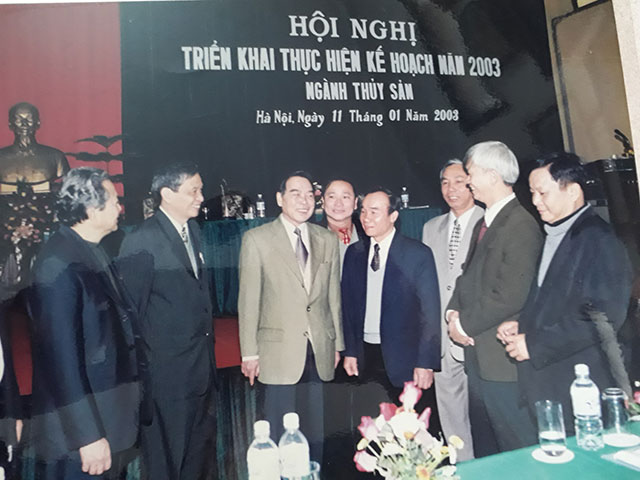 HỘI NGHỊ
TRIỂN KHAI THỰC HIỆN KẾ HOẠCH NĂM 2003
NGÀNH THỦY SẢN
Hà Nội, Ngày 11 Tháng 01 Năm 2003